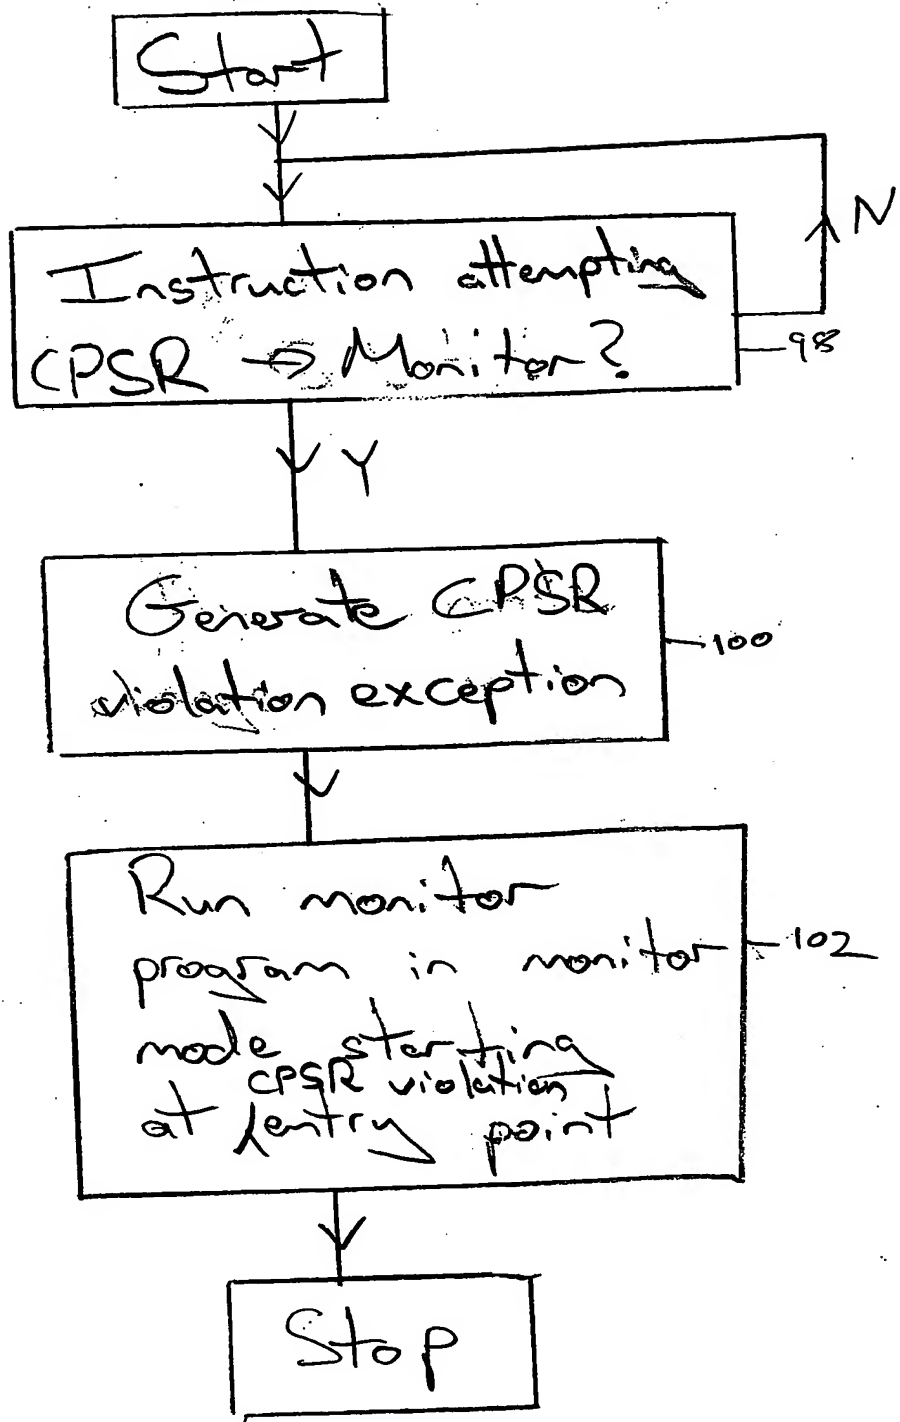 Start
N
Instruction attempting
CPSR → Monitor?
98
Y
Generate CPSR
violation exception
100
Run monitor
program in monitor
102
mode starting
CPSR violation
at entry point
Stop